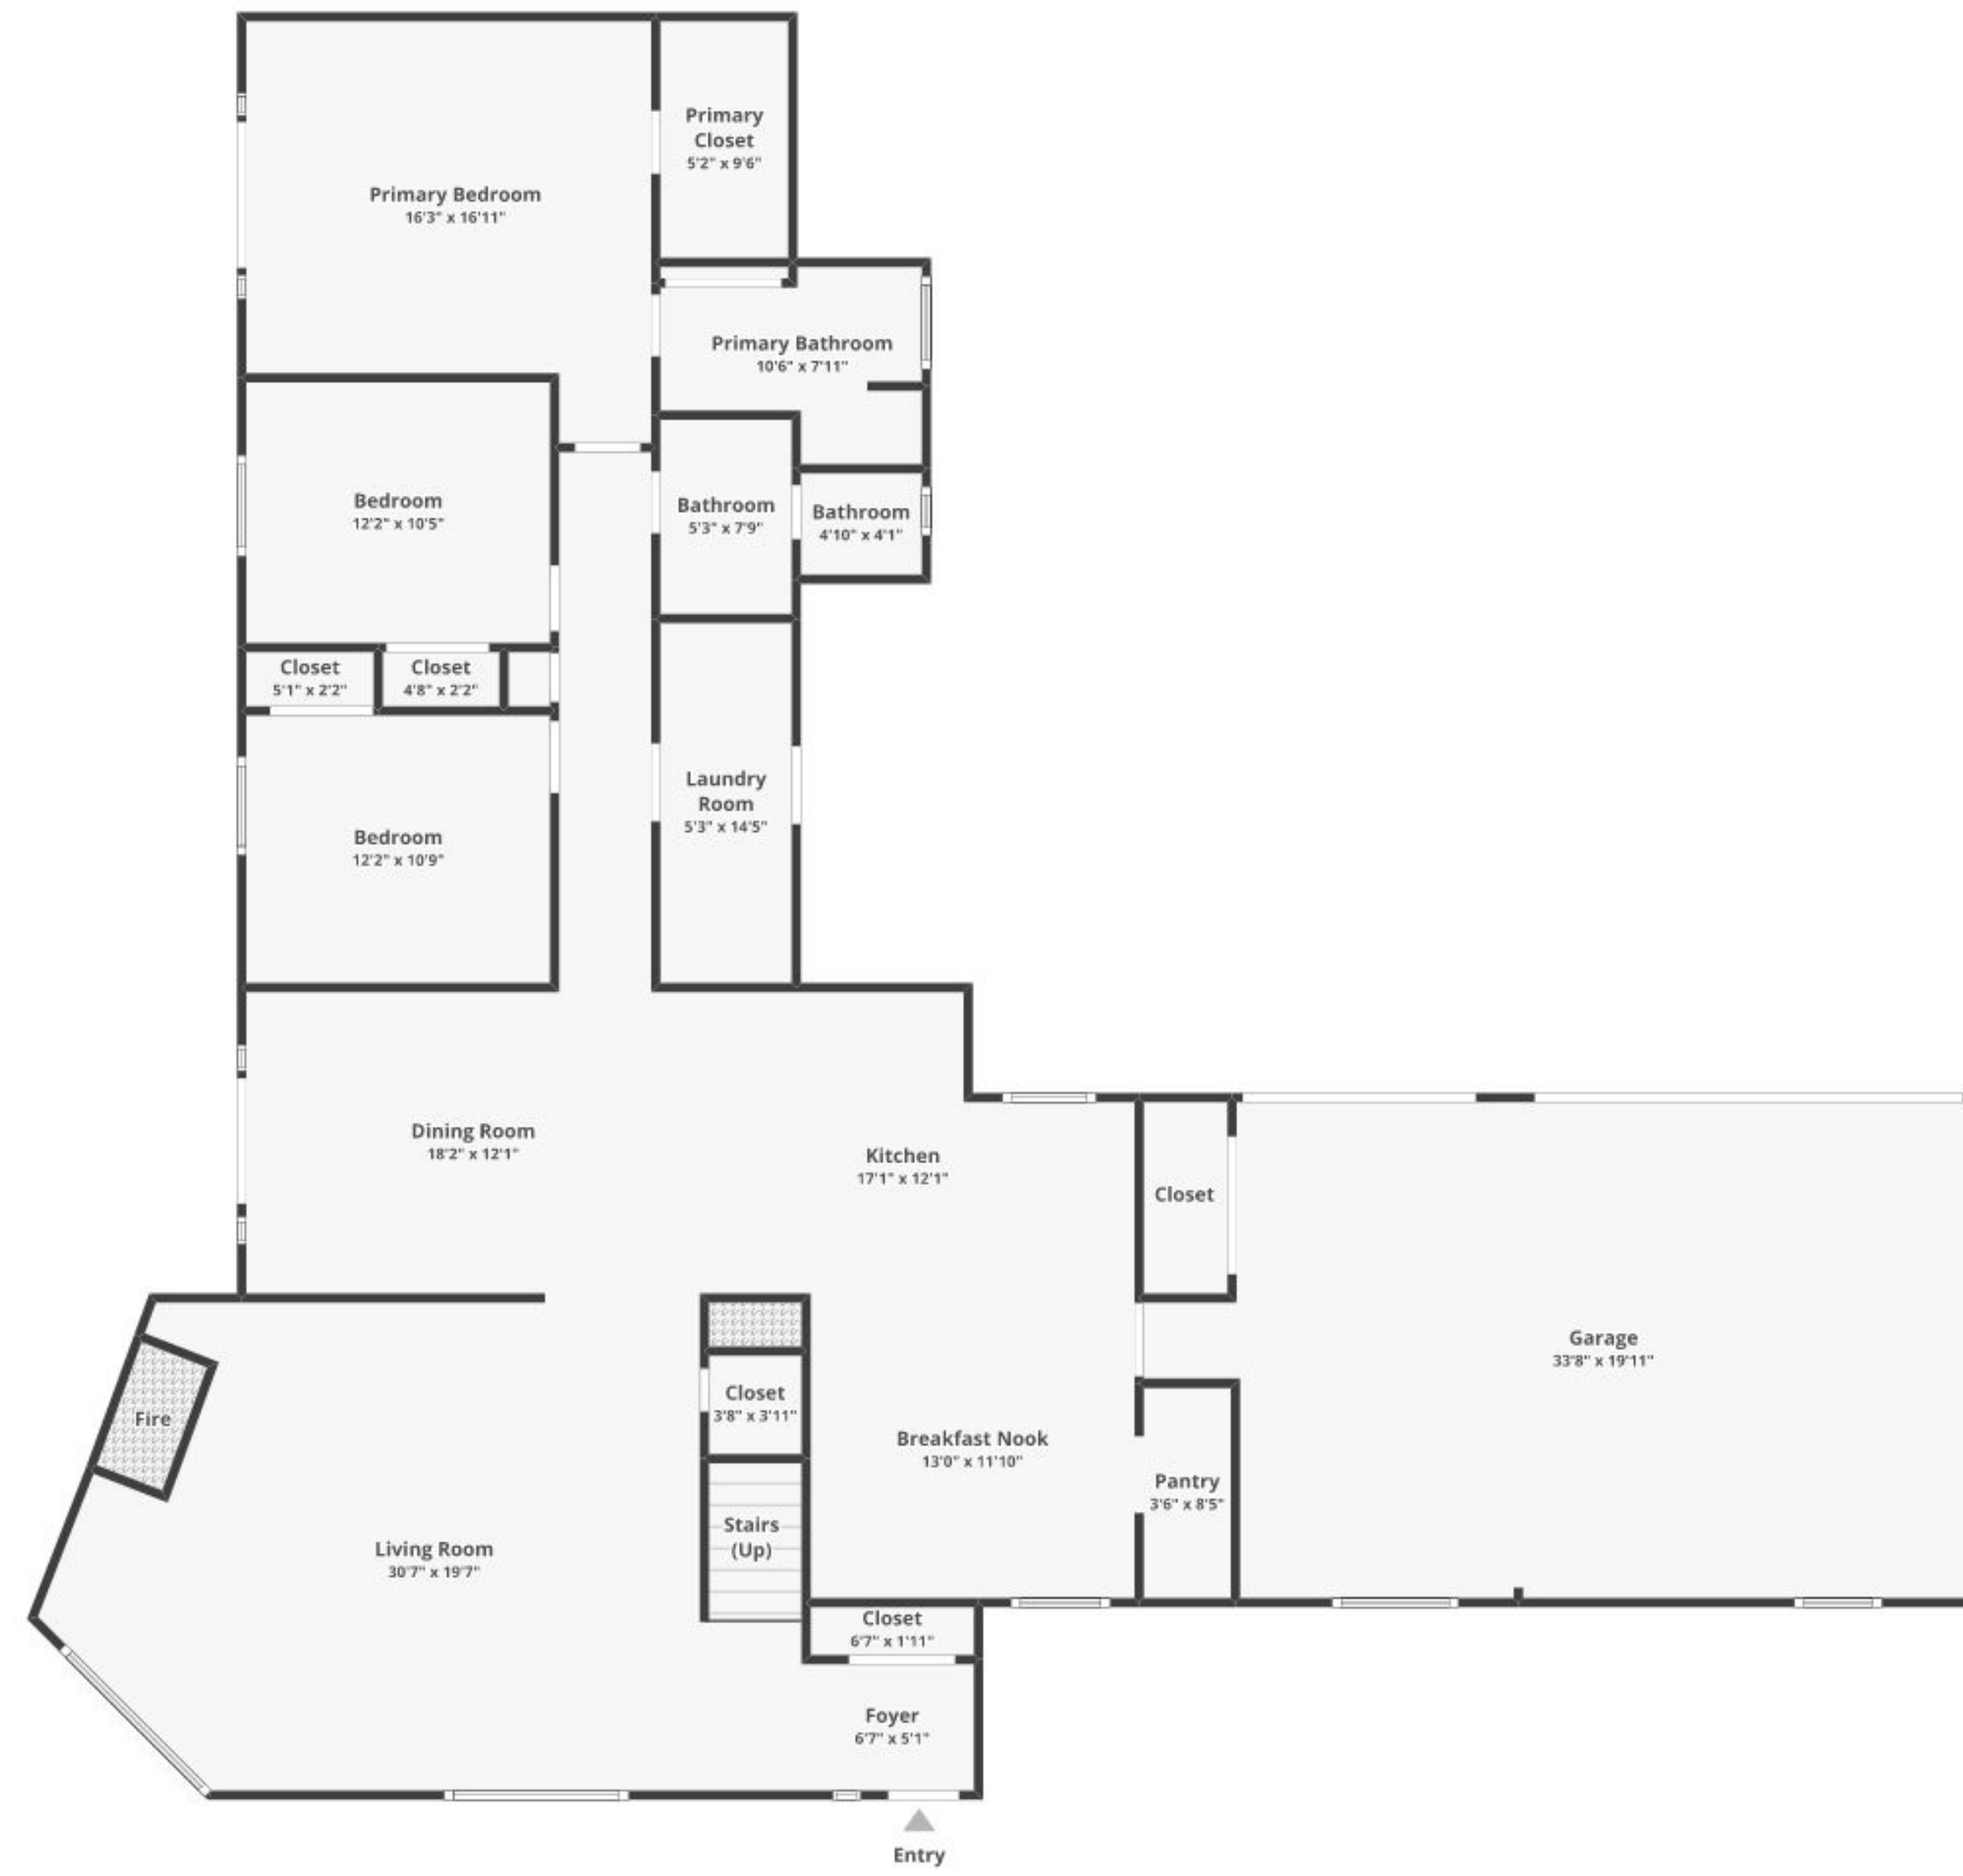 Primary
Closet
5'2" x 9'6"
Primary Bedroom
16'3" x 16'11"
Primary Bathroom
10'6" x 7'11"
Bedroom
12'2" x 10'5"
Bathroom
5'3" x 7'9"
Bathroom
4'10" x 4'1"
Closet
5'1" x 2'2"
Closet
4'8" x 2'2"
Laundry
Room
5'3" x 14'5"
Bedroom
12'2" x 10'9"
Dining Room
18'2" x 12'1"
Kitchen
17'1" x 12'1"
Closet
Garage
33'8" x 19'11"
Fire
Closet
3'8" x 3'11"
Breakfast Nook
13'0" x 11'10"
Pantry
3'6" x 8'5"
Stairs
(Up)
Living Room
30'7" x 19'7"
Closet
6'7" x 1'11"
Foyer
6'7" x 5'1"
Entry